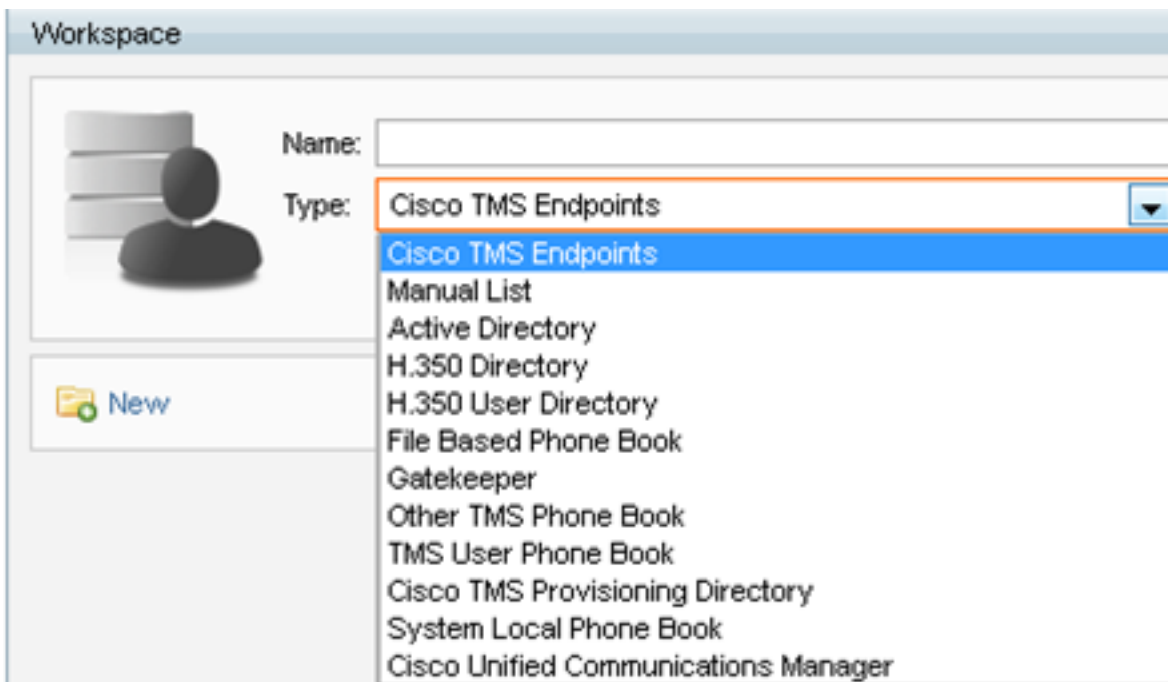 Workspace
Name:
Type: Cisco TMS Endpoints
Cisco TMS Endpoints
Manual List
Active Directory
H.350 Directory
H.350 User Directory
File Based Phone Book
Gatekeeper
Other TMS Phone Book
TMS User Phone Book
Cisco TMS Provisioning Directory
System Local Phone Book
Cisco Unified Communications Manager
New